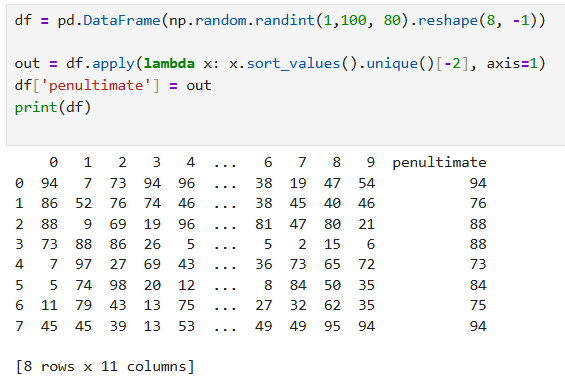 df = pd.DataFrame(np.random.randint(1,100, 80).reshape(8, -1))
out = df.apply(lambda x: x.sort_values().unique()[-2], axis=1)
df['penultimate'] = out
print(df)
0 1 2 3 4 ... 6 7 8 9 penultimate
0 94 7 73 94 96 ... 38 19 47 54 94
1 86 52 76 74 46 ... 38 45 40 46 76
2 88 9 69 19 96 ... 81 47 80 21 88
3 73 88 86 26 5 ... 5 2 15 6 88
4 7 97 27 69 43 ... 36 73 65 72 73
5 5 74 98 20 12 ... 8 84 50 35 84
6 11 79 43 13 75 ... 27 32 62 35 75
7 45 45 39 13 53 ... 49 49 95 94 94
[8 rows x 11 columns]